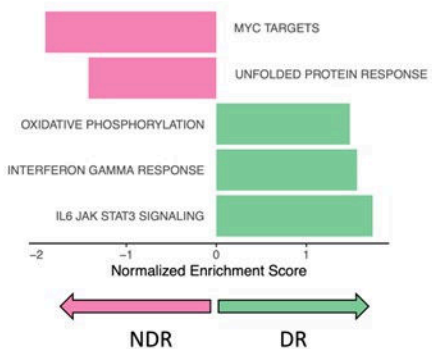 MYC TARGETS
UNFOLDED PROTEIN RESPONSE
OXIDATIVE PHOSPHORYLATION
INTERFERON GAMMA RESPONSE
IL6 JAK STAT3 SIGNALING
−2 −1 0 1
Normalized Enrichment Score
NDR DR